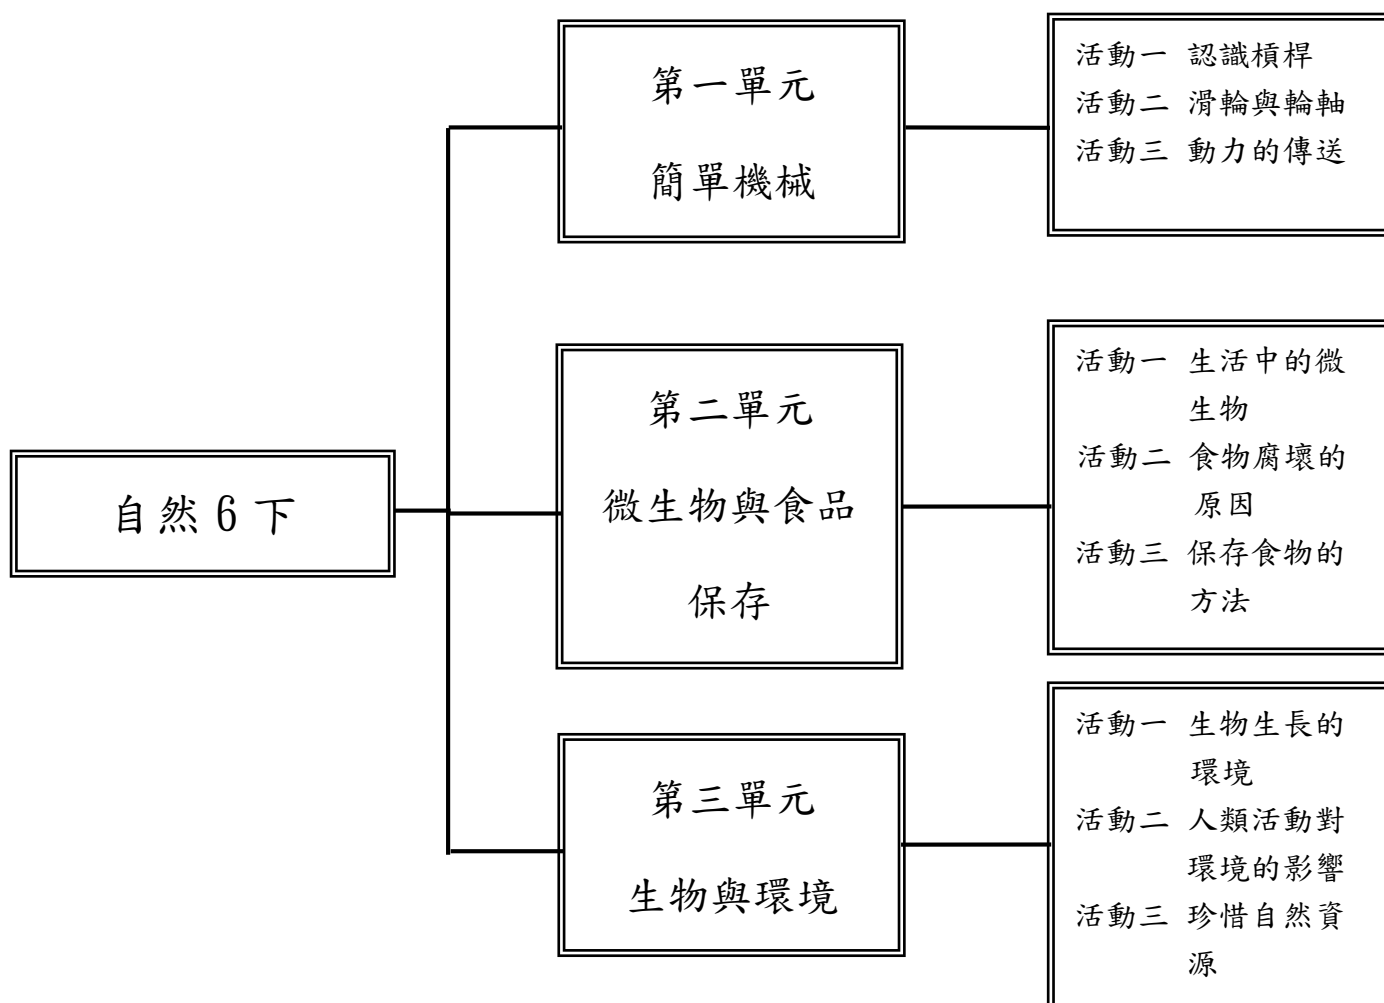 自然6下
第一單元
簡單機械
活動一 認識槓桿
活動二 滑輪與輪軸
活動三 動力的傳送
第二單元
微生物與食品
保存
活動一 生活中的微
生物
活動二 食物腐壞的
原因
活動三 保存食物的
方法
第三單元
生物與環境
活動一 生物生長的
環境
活動二 人類活動對
環境的影響
活動三 珍惜自然資
源